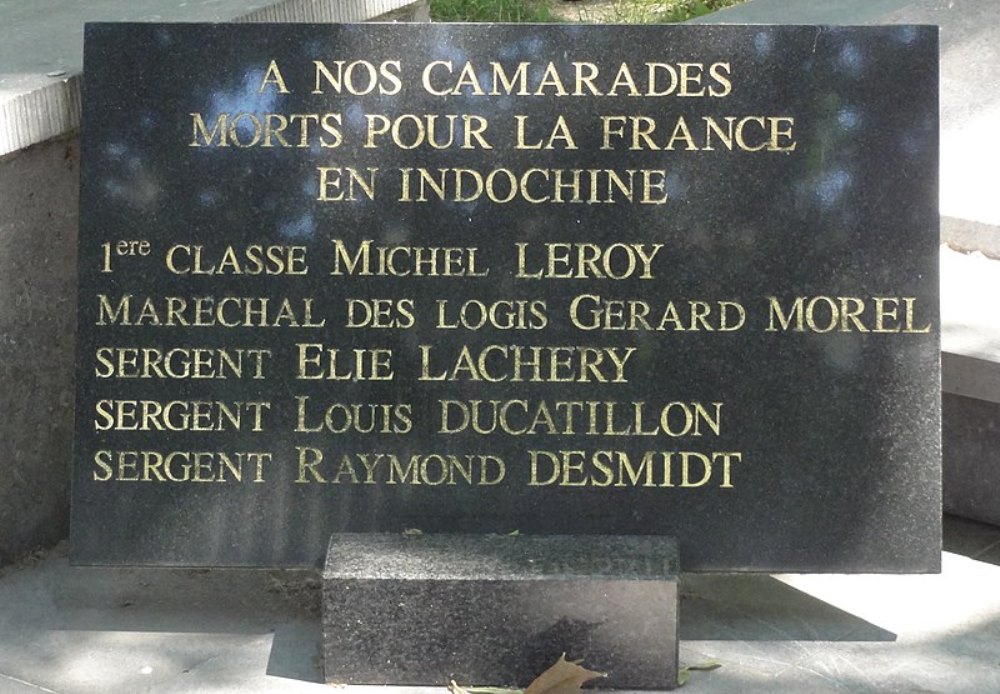 A NOS CAMARADES
MORTS POUR LA FRANCE
EN INDOCHINE
1ere CLASSE MICHEL LEROY
MARECHAL DES LOGIS GERARD MOREL
SERGENT ELIE LACHERY
SERGENT LOUIS DUCATILLON
SERGENT RAYMOND DESMIDT